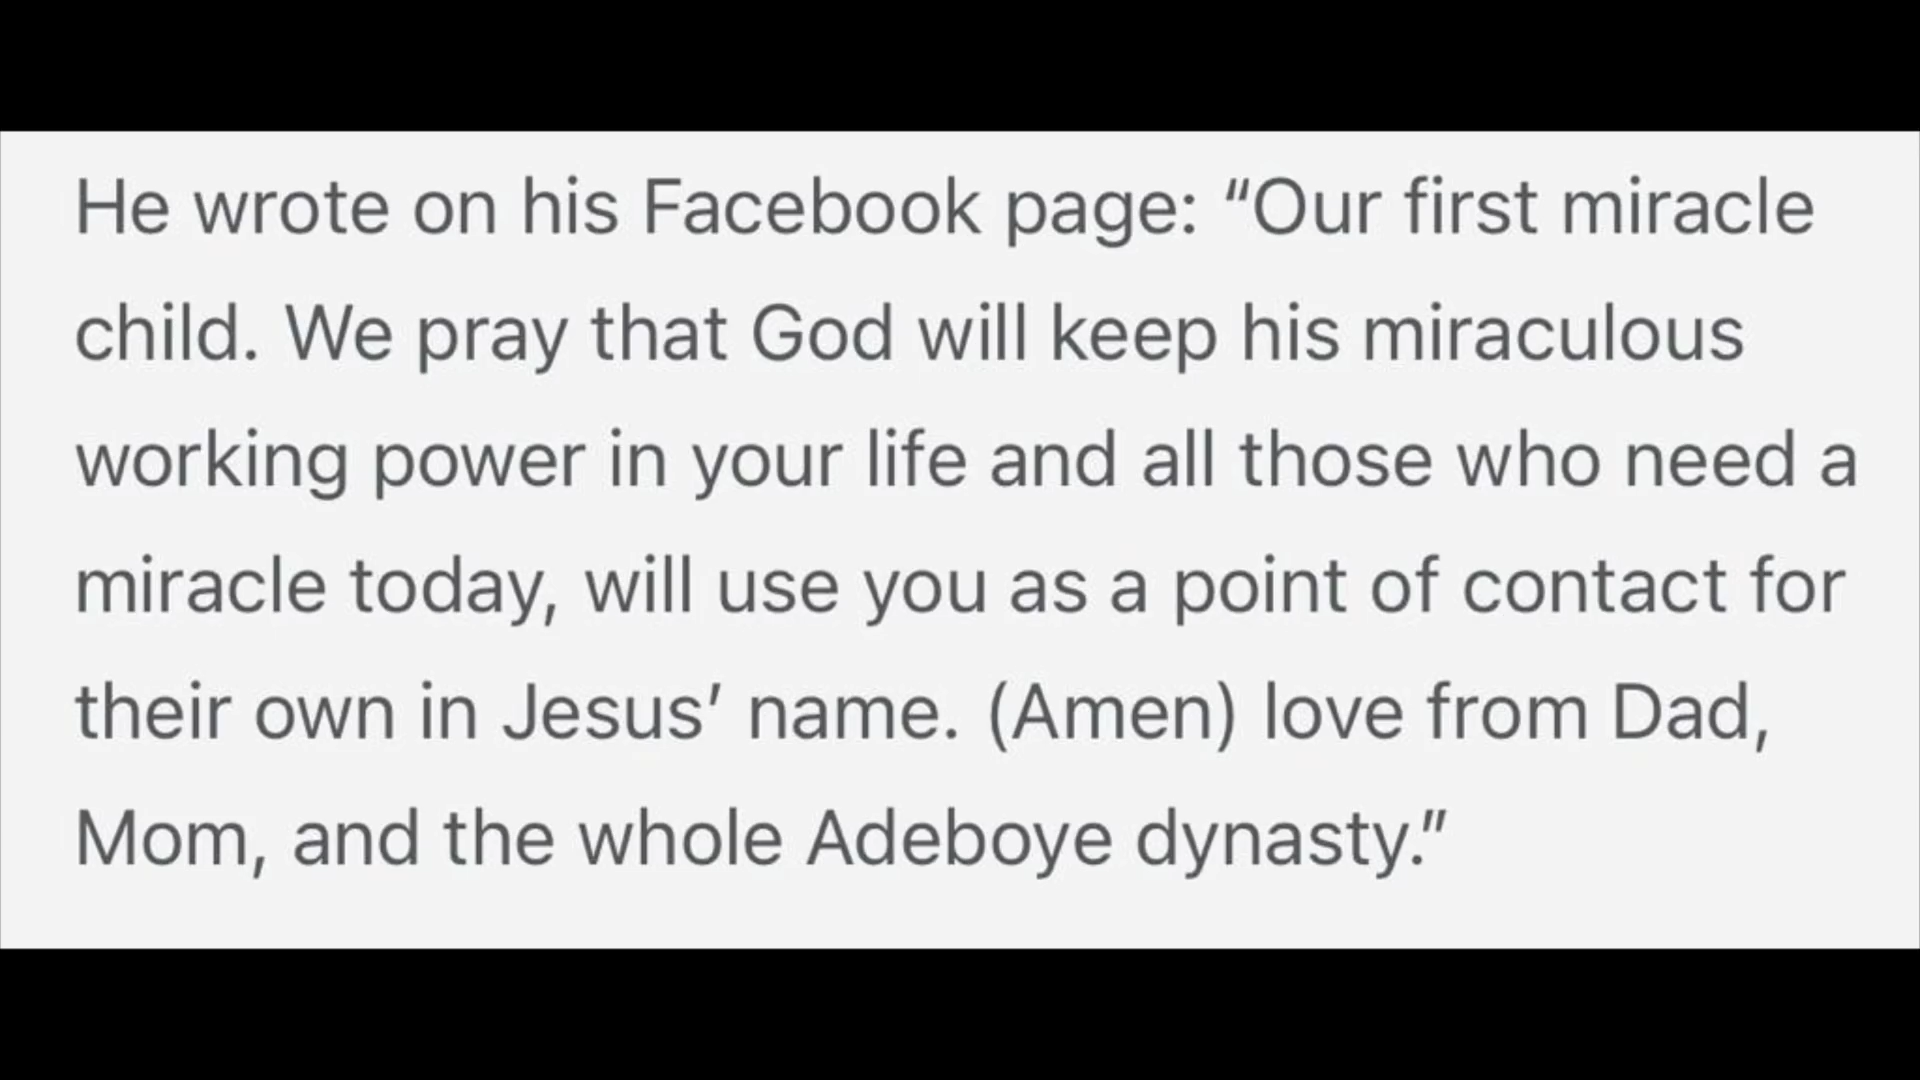 He wrote on his Facebook page: “Our first miracle
child. We pray that God will keep his miraculous
working power in your life and all those who need a
miracle today, will use you as a point of contact for
their own in Jesus’ name. (Amen) love from Dad,
Mom, and the whole Adeboye dynasty.”